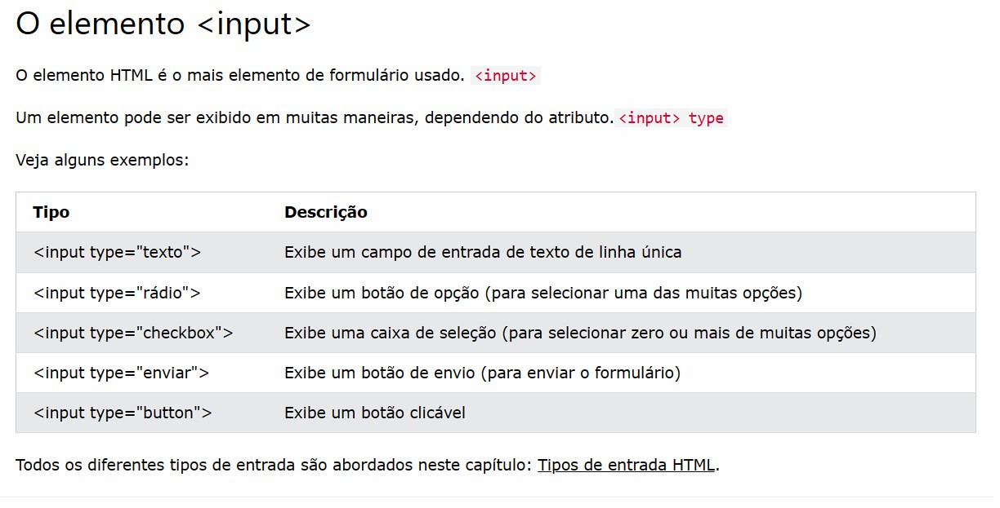 O elemento <input>
O elemento HTML é o mais elemento de formulário usado. <input>
Um elemento pode ser exibido em muitas maneiras, dependendo do atributo. <input> type
Veja alguns exemplos:
Tipo Descrição
<input type="texto"> Exibe um campo de entrada de texto de linha única
<input type="rádio"> Exibe um botão de opção (para selecionar uma das muitas opções)
<input type="checkbox"> Exibe uma caixa de seleção (para selecionar zero ou mais de muitas opções)
<input type="enviar"> Exibe um botão de envio (para enviar o formulário)
<input type="button"> Exibe um botão clicável
Todos os diferentes tipos de entrada são abordados neste capítulo: Tipos de entrada HTML.